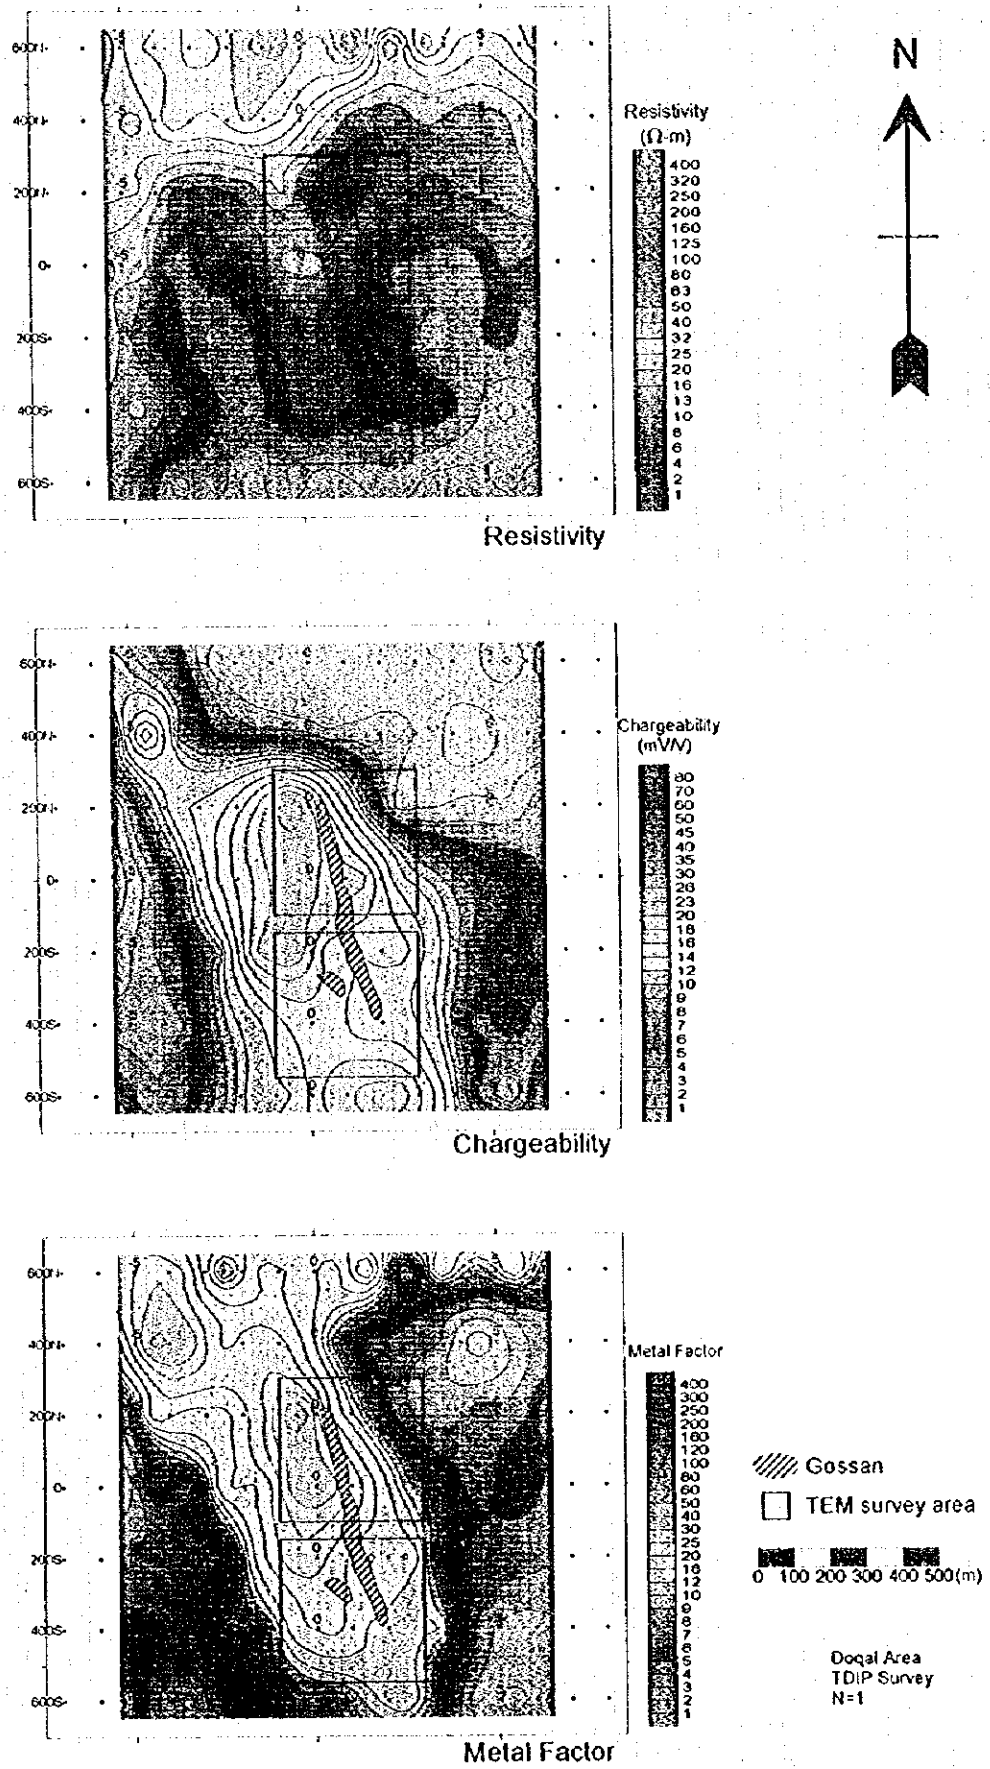 N
600N-
400N-
200N-
0-
200S-
400S-
600S-
Resistivity
(Ω-m)
400
320
250
200
160
125
100
80
63
50
40
32
25
20
16
13
10
8
6
4
2
1
Resistivity
600N-
400N-
200N-
0-
200S-
400S-
600S-
Chargeability
(mV/V)
80
70
60
50
45
40
35
30
26
23
20
18
16
14
12
10
9
8
7
6
5
4
3
2
1
Chargeability
600N-
400N-
200N-
0-
200S-
400S-
600S-
Metal Factor
400
300
250
200
160
120
100
80
60
50
40
30
25
20
16
12
10
9
8
7
6
5
4
3
2
1
Metal Factor
Gossan
TEM survey area
0 100 200 300 400 500(m)
Doqal Area
TDIP Survey
N=1